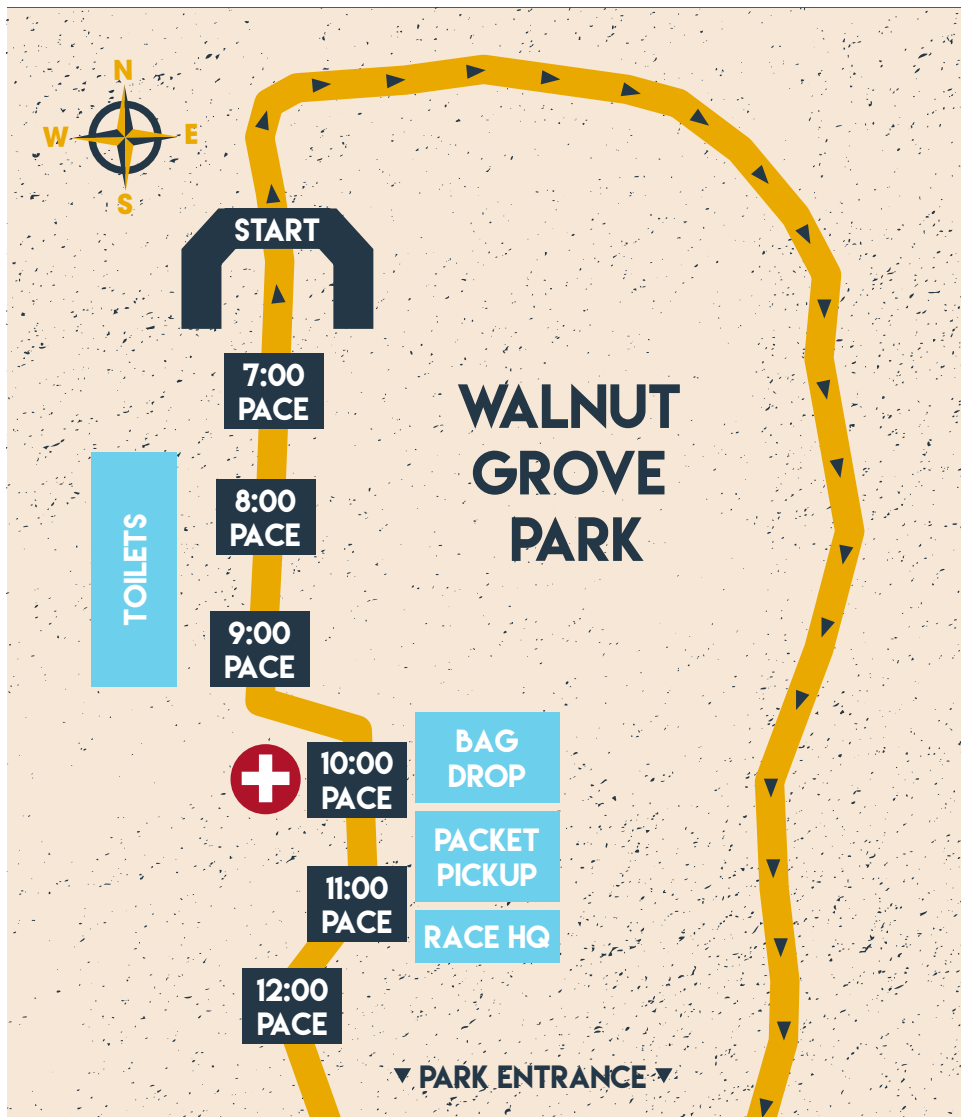 N
W
E
S
START
7:00
PACE
WALNUT
GROVE
PARK
8:00
PACE
TOILETS
9:00
PACE
BAG
DROP
10:00
PACE
PACKET
PICKUP
11:00
PACE
RACE HQ
12:00
PACE
PARK ENTRANCE